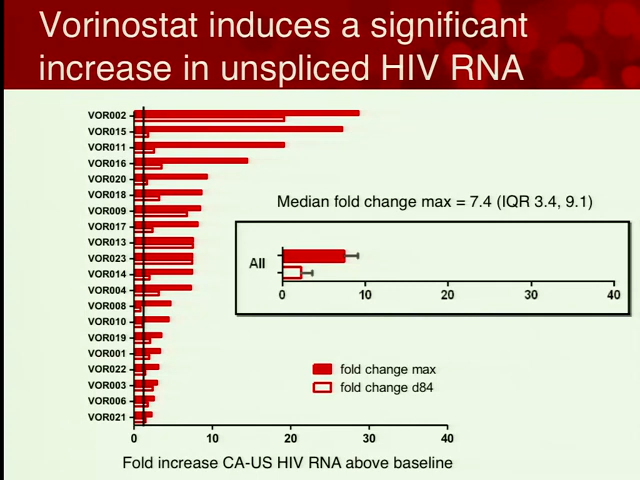 Vorinostat induces a significant
increase in unspliced HIV RNA
VOR002
VOR015
VOR011
VOR016
VOR020
VOR018
VOR009
VOR017
VOR013
VOR023
VOR014
VOR004
VOR008
VOR010
VOR019
VOR001
VOR022
VOR003
VOR006
VOR021
0 10 20 30 40
Fold increase CA-US HIV RNA above baseline
Median fold change max = 7.4 (IQR 3.4, 9.1)
All
0 10 20 30 40
fold change max
fold change d84